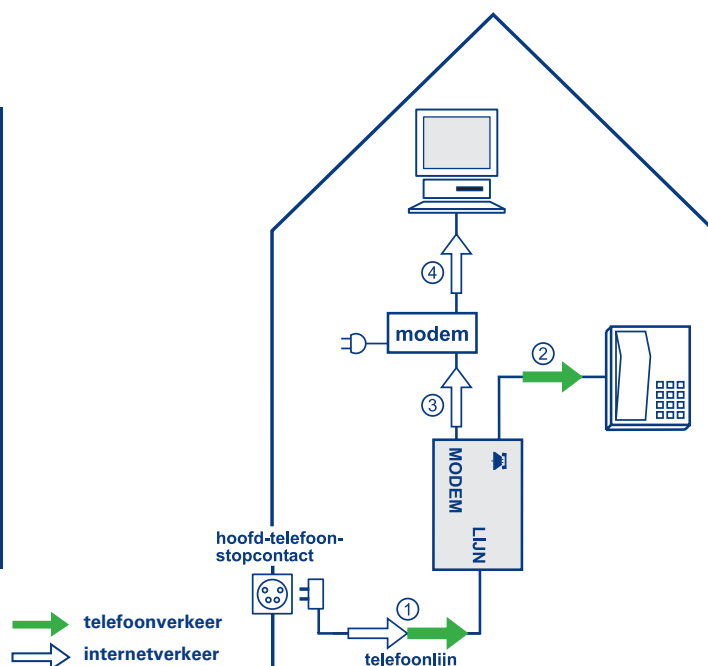 4
modem
2
3
MODEM
LIJN
hoofd-telefoon-
stopcontact
1
telefoonlijn
telefoonverkeer
internetverkeer